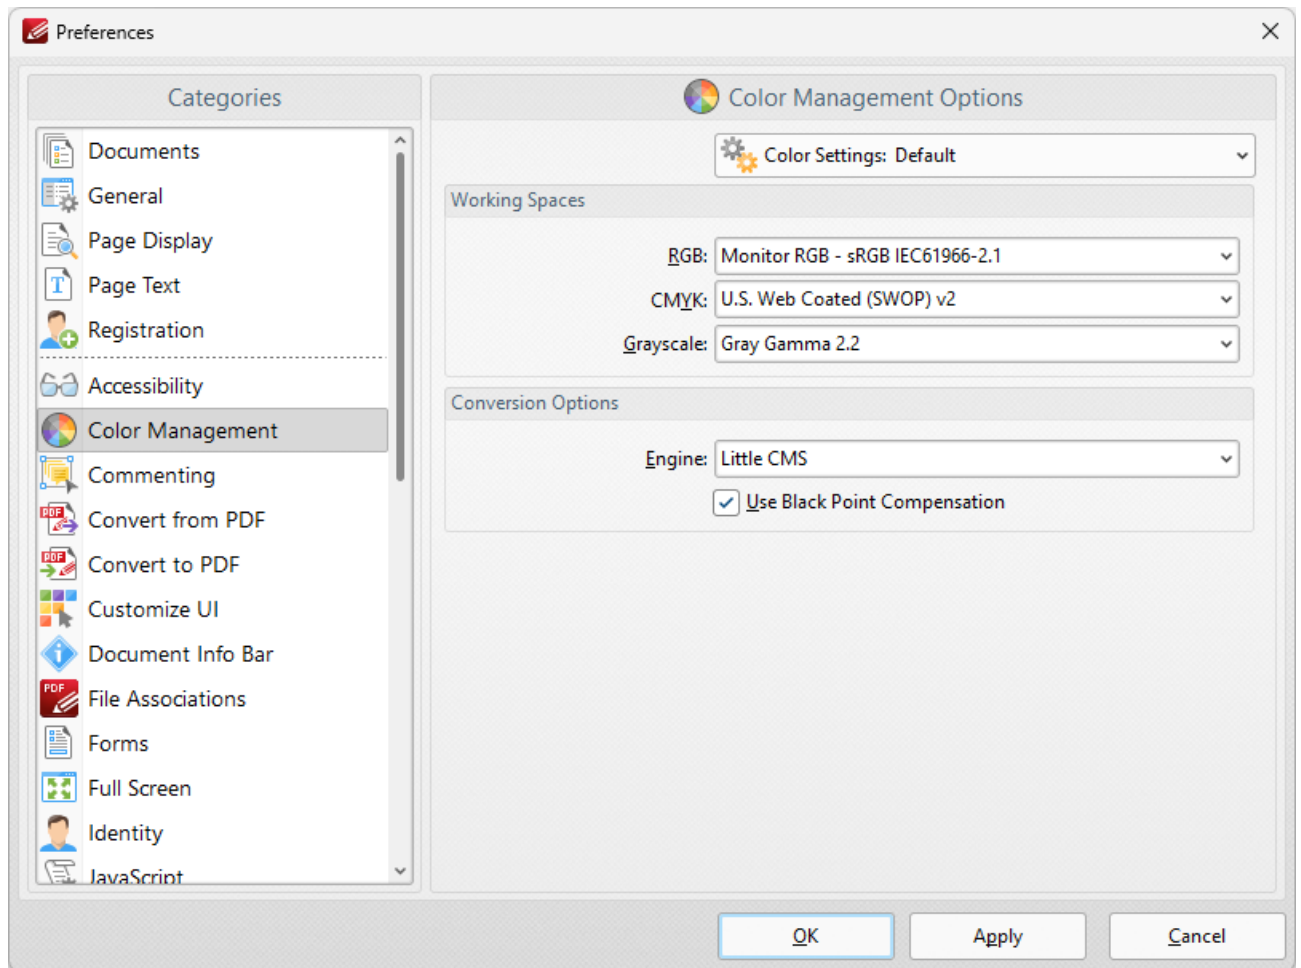 Preferences
Categories
Documents
General
Page Display
Page Text
Registration
Accessibility
Color Management
Commenting
Convert from PDF
Convert to PDF
Customize UI
Document Info Bar
File Associations
Forms
Full Screen
Identity
JavaScript
Color Management Options
Color Settings: Default
Working Spaces
RGB: Monitor RGB - sRGB IEC61966-2.1
CMYK: U.S. Web Coated (SWOP) v2
Grayscale: Gray Gamma 2.2
Conversion Options
Engine: Little CMS
Use Black Point Compensation
OK Apply Cancel